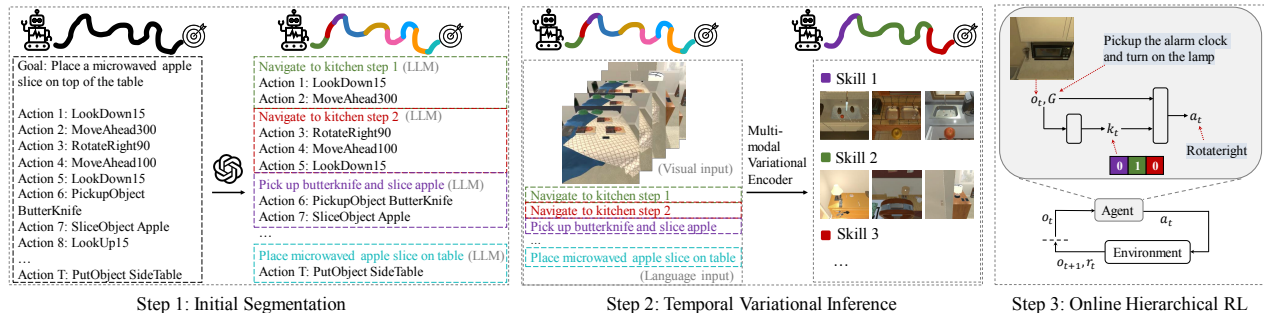 Goal: Place a microwaved apple
slice on top of the table
Action 1: LookDown15
Action 2: MoveAhead300
Action 3: RotateRight90
Action 4: MoveAhead100
Action 5: LookDown15
Action 6: PickupObject
ButterKnife
Action 7: SliceObject Apple
Action 8: LookUp15
…
Action T: PutObject SideTable
Navigate to kitchen step 1 (LLM)
Action 1: LookDown15
Action 2: MoveAhead300
Navigate to kitchen step 2 (LLM)
Action 3: RotateRight90
Action 4: MoveAhead100
Action 5: LookDown15
Pick up butterknife and slice apple (LLM)
Action 6: PickupObject ButterKnife
Action 7: SliceObject Apple
…
Place microwaved apple slice on table (LLM)
Action T: PutObject SideTable
Step 1: Initial Segmentation
(Visual input)
Navigate to kitchen step 1
Navigate to kitchen step 2
Pick up butterknife and slice apple
...
Place microwaved apple slice on table
(Language input)
Multi-
modal
Variational
Encoder
Skill 1
Skill 2
Skill 3
…
Step 2: Temporal Variational Inference
Pickup the alarm clock
and turn on the lamp
o_t, G
k_t
a_t
Rotateright
0 1 0
Agent
o_t
a_t
Environment
o_{t+1}, r_t
Step 3: Online Hierarchical RL